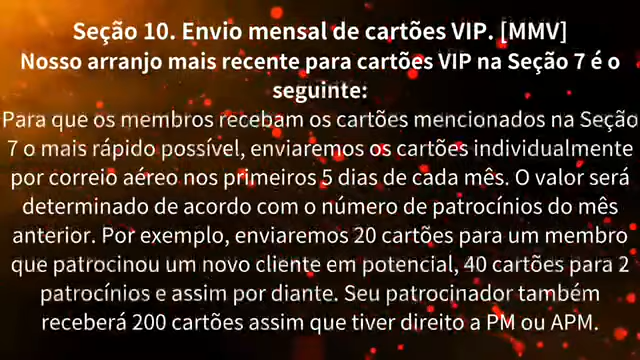 Seção 10. Envio mensal de cartões VIP. [MMV]
Nosso arranjo mais recente para cartões VIP na Seção 7 é o
seguinte:
Para que os membros recebam os cartões mencionados na Seção
7 o mais rápido possível, enviaremos os cartões individualmente
por correio aéreo nos primeiros 5 dias de cada mês. O valor será
determinado de acordo com o número de patrocínios do mês
anterior. Por exemplo, enviaremos 20 cartões para um membro
que patrocinou um novo cliente em potencial, 40 cartões para 2
patrocínios e assim por diante. Seu patrocinador também
receberá 200 cartões assim que tiver direito a PM ou APM.